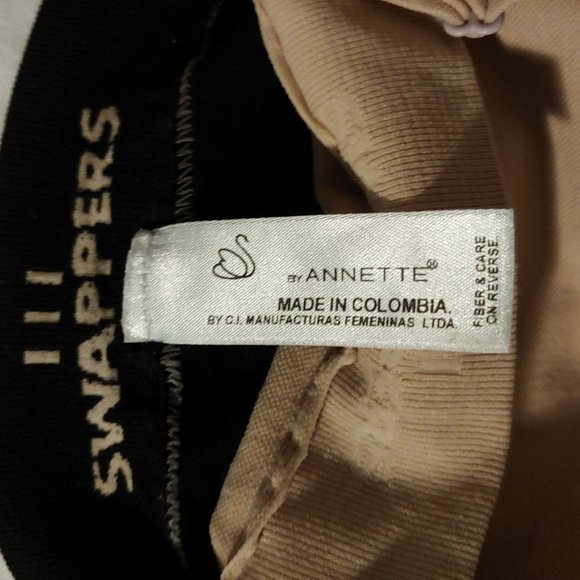 SWAPPERS
BY ANNETTE®
MADE IN COLOMBIA.
BY C.I. MANUFACTURAS FEMENINAS LTDA.
FIBER & CARE
ON REVERSE.